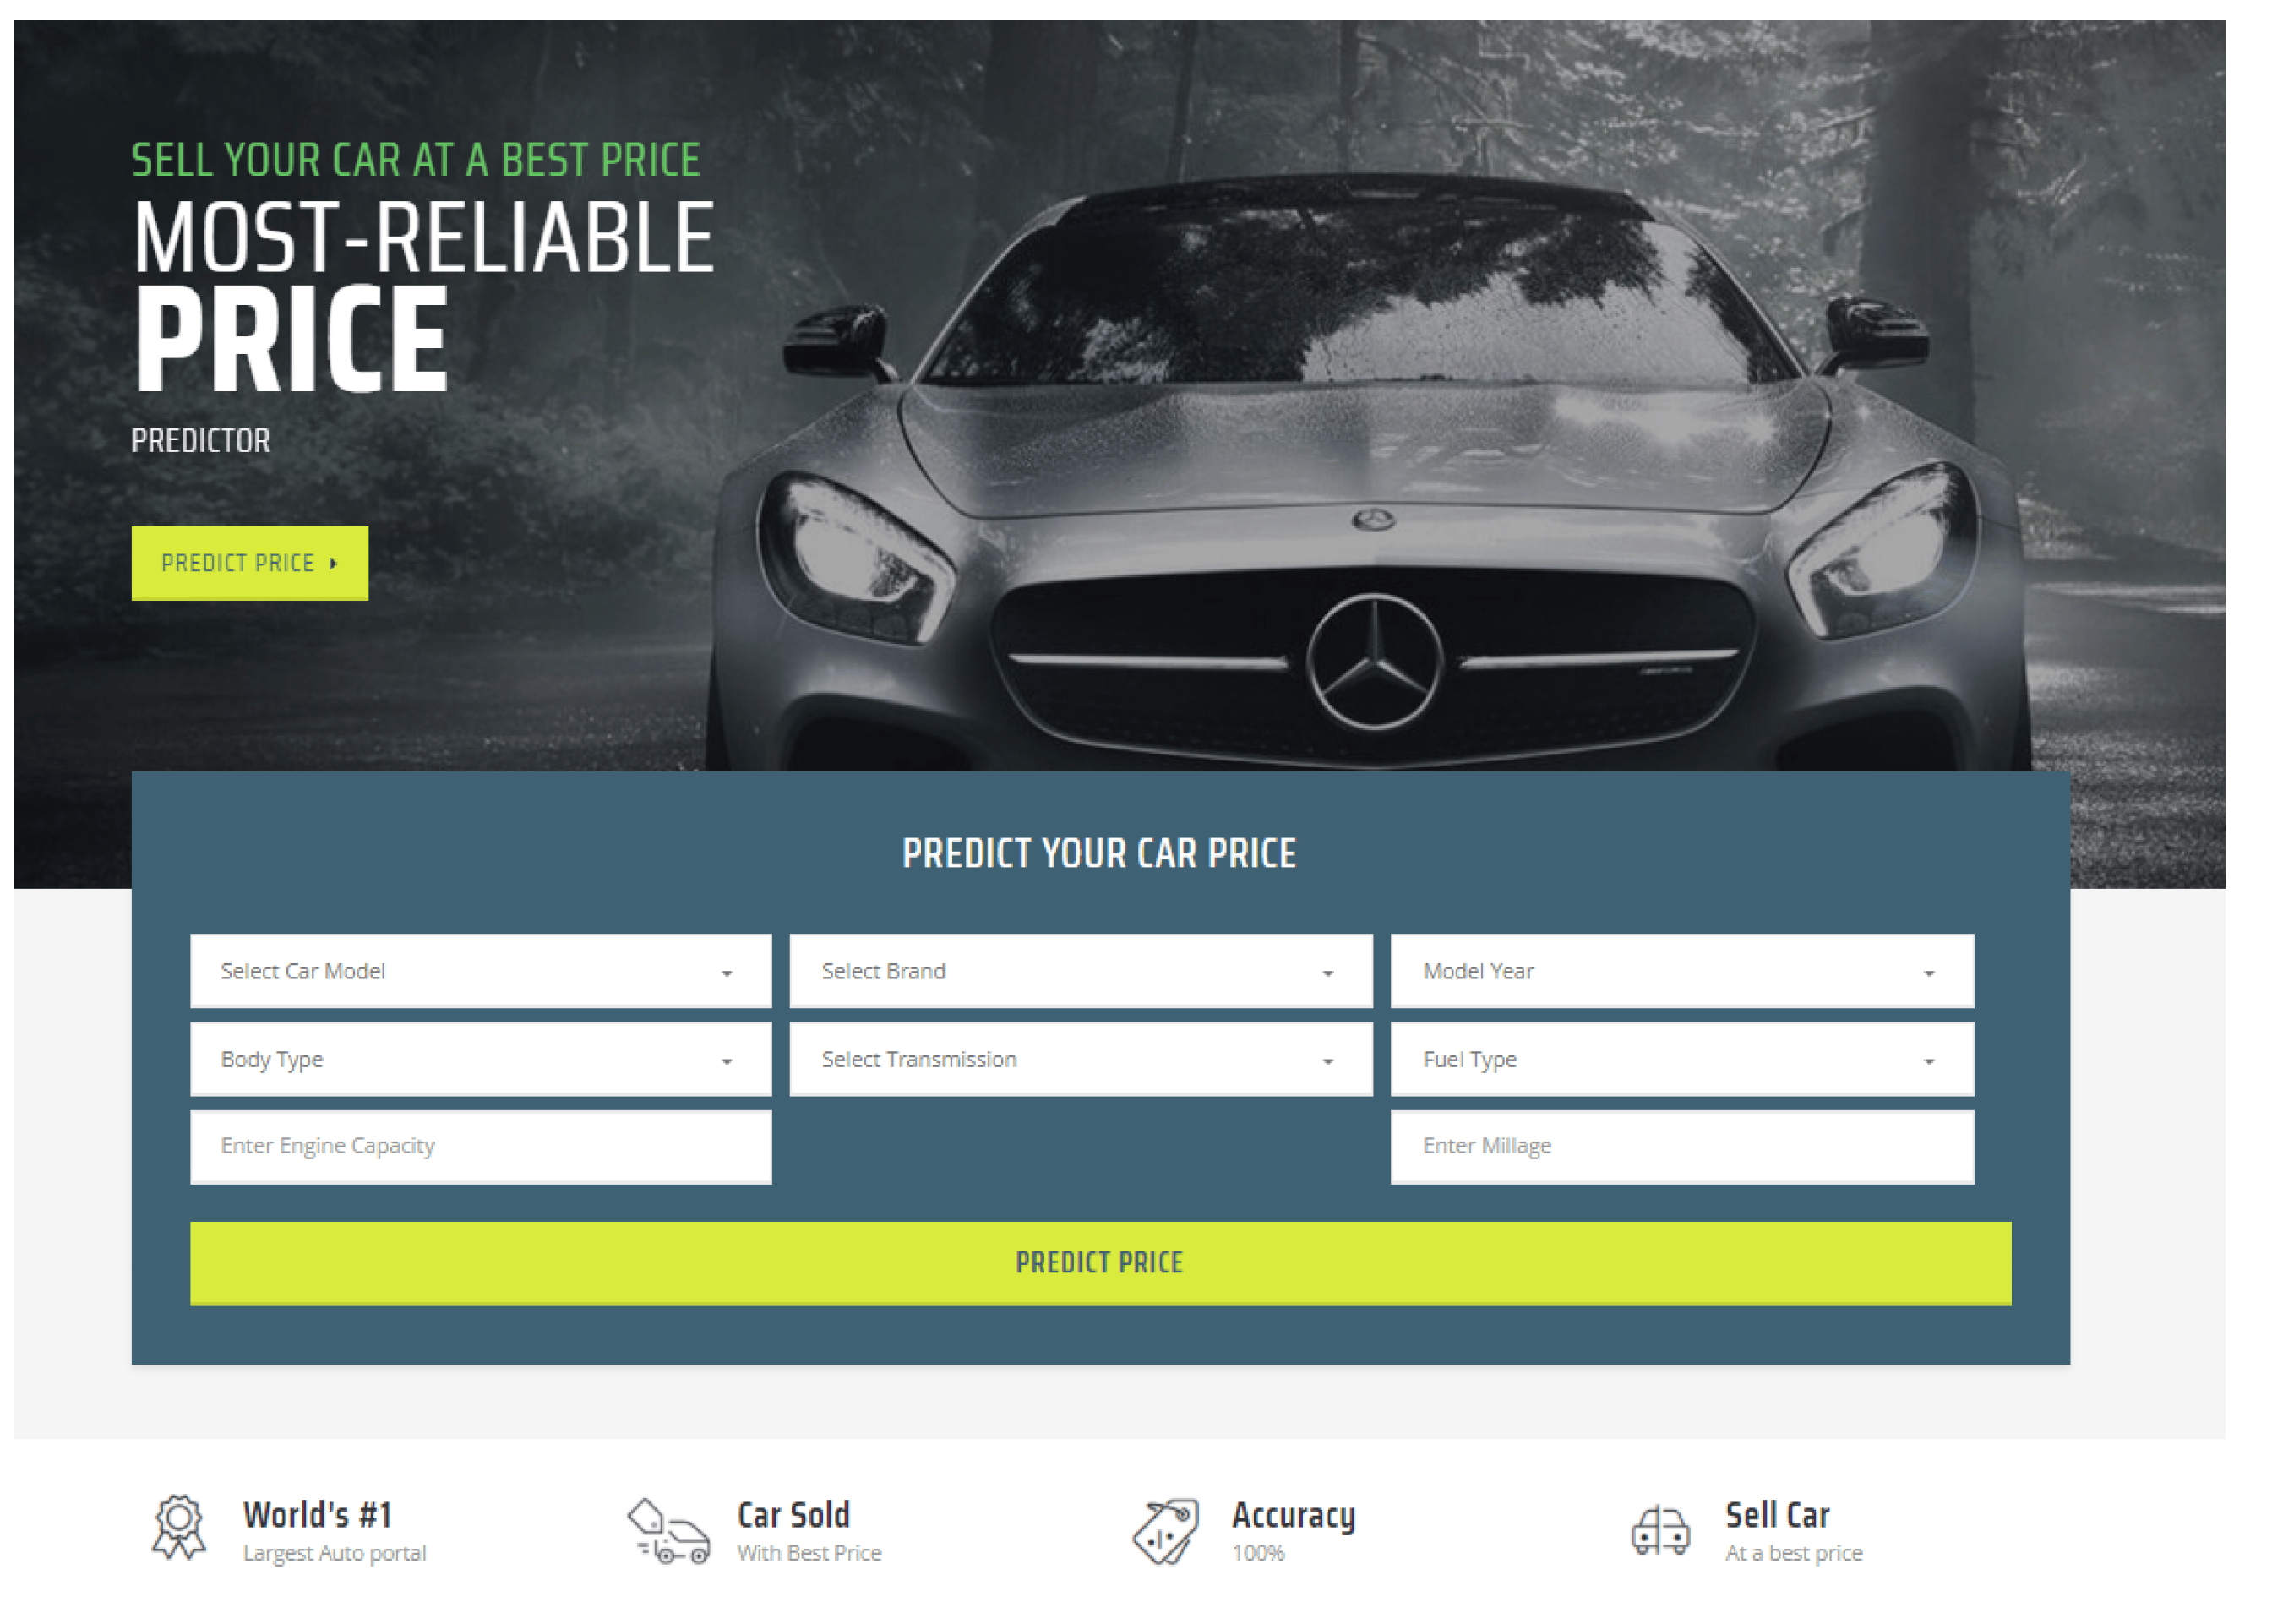 SELL YOUR CAR AT A BEST PRICE
MOST-RELIABLE
PRICE
PREDICTOR
PREDICT PRICE
PREDICT YOUR CAR PRICE
Select Car Model
Select Brand
Model Year
Body Type
Select Transmission
Fuel Type
Enter Engine Capacity
Enter Millage
PREDICT PRICE
World's #1
Largest Auto portal
Car Sold
With Best Price
Accuracy
100%
Sell Car
At a best price